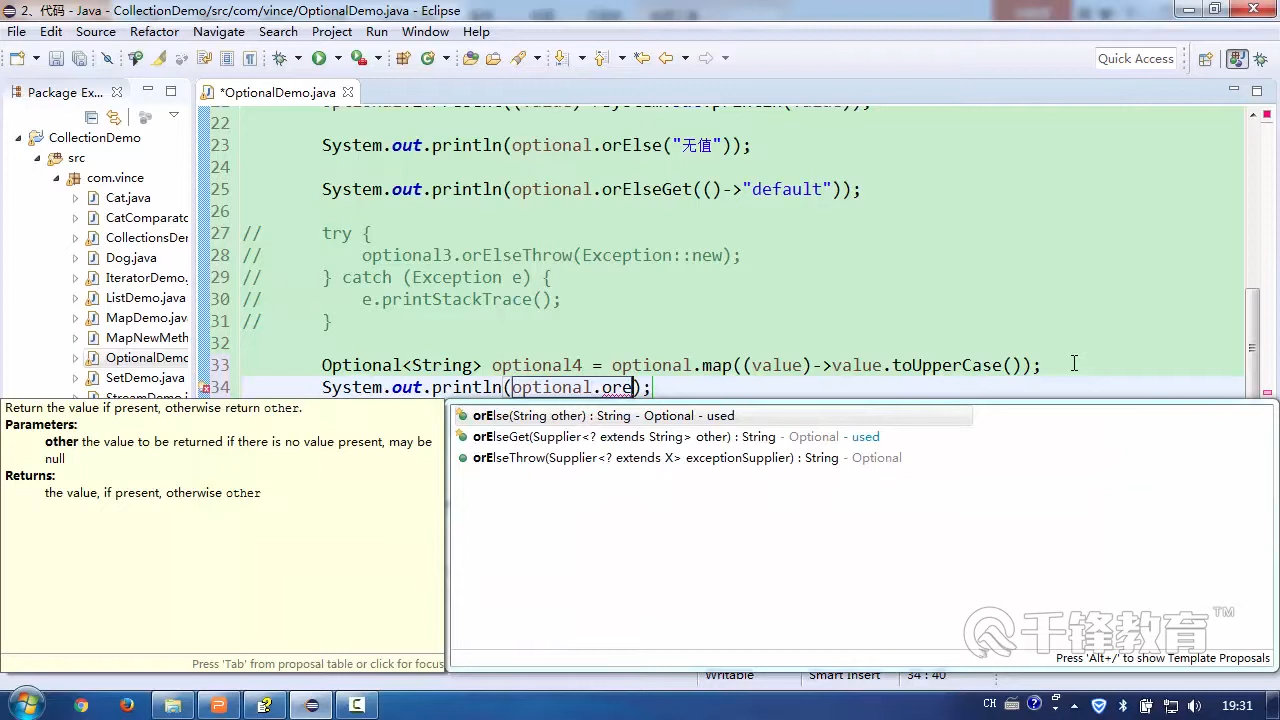 2、代码 - Java - CollectionDemo/src/com/vince/OptionalDemo.java - Eclipse
File Edit Source Refactor Navigate Search Project Run Window Help
Quick Access
Package Ex...
*OptionalDemo.java
CollectionDemo
src
com.vince
Cat.java
CatComparato
CollectionsDer
Dog.java
IteratorDemo.
ListDemo.java
MapDemo.java
MapNewMeth
OptionalDemo
SetDemo.java
22
23 System.out.println(optional.orElse("无值"));
24
25 System.out.println(optional.orElseGet(()->"default"));
26
27 // try {
28 // optional3.orElseThrow(Exception::new);
29 // } catch (Exception e) {
30 // e.printStackTrace();
31 // }
32
33 Optional<String> optional4 = optional.map((value)->value.toUpperCase());
34 System.out.println(optional.ore);
Return the value if present, otherwise return other.
Parameters:
other the value to be returned if there is no value present, may be
null
Returns:
the value, if present, otherwise other
Press 'Tab' from proposal table or click for focus
orElse(String other) : String - Optional - used
orElseGet(Supplier<? extends String> other) : String - Optional - used
orElseThrow(Supplier<? extends X> exceptionSupplier) : String - Optional
千锋教育™
Press 'Alt+/' to show Template Proposals
Writable Smart Insert 34 : 40
CH 19:31